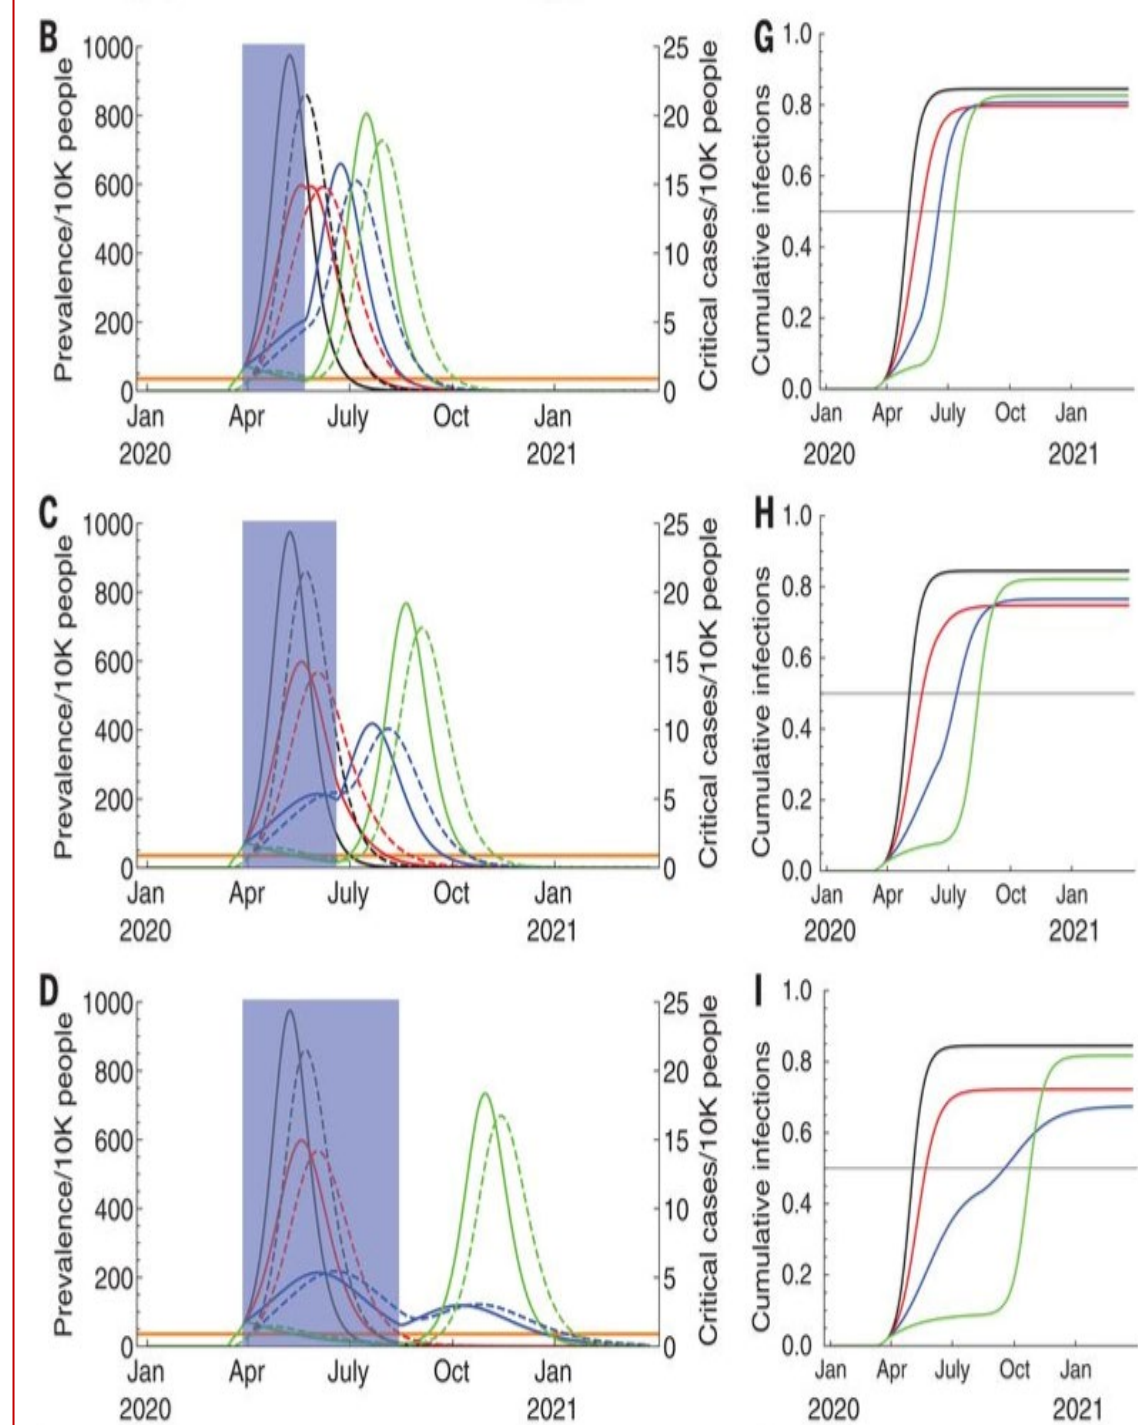 B
Prevalence/10K people
1000
800
600
400
200
0
25
20
15
10
5
0
Critical cases/10K people
Jan Apr July Oct Jan
2020 2021
G
Cumulative infections
1.0
0.8
0.6
0.4
0.2
0.0
Jan Apr July Oct Jan
2020 2021
C
Prevalence/10K people
1000
800
600
400
200
0
25
20
15
10
5
0
Critical cases/10K people
Jan Apr July Oct Jan
2020 2021
H
Cumulative infections
1.0
0.8
0.6
0.4
0.2
0.0
Jan Apr July Oct Jan
2020 2021
D
Prevalence/10K people
1000
800
600
400
200
0
25
20
15
10
5
0
Critical cases/10K people
Jan Apr July Oct Jan
2020 2021
I
Cumulative infections
1.0
0.8
0.6
0.4
0.2
0.0
Jan Apr July Oct Jan
2020 2021